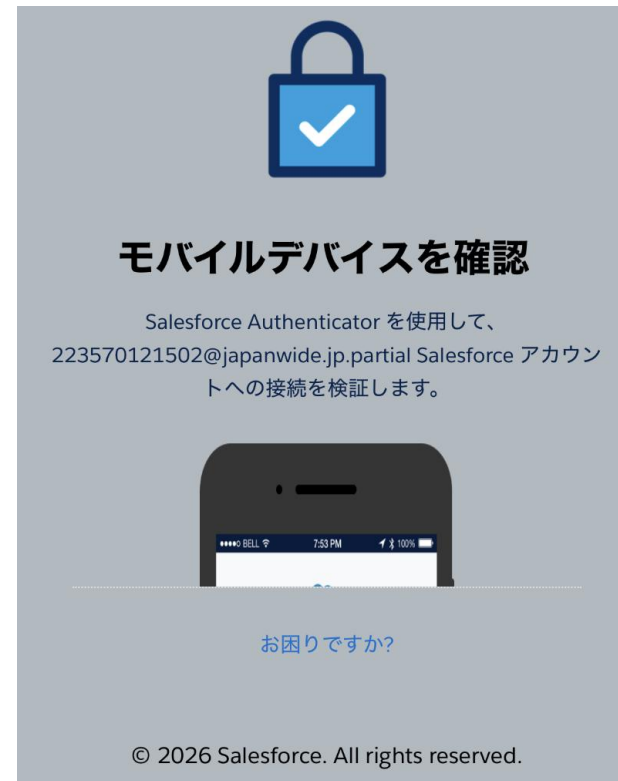 モバイルデバイスを確認
Salesforce Authenticator を使用して、
223570121502@japanwide.jp.partial Salesforce アカウン
トへの接続を検証します。
BELL 7:53 PM 100%
お困りですか?
© 2026 Salesforce. All rights reserved.